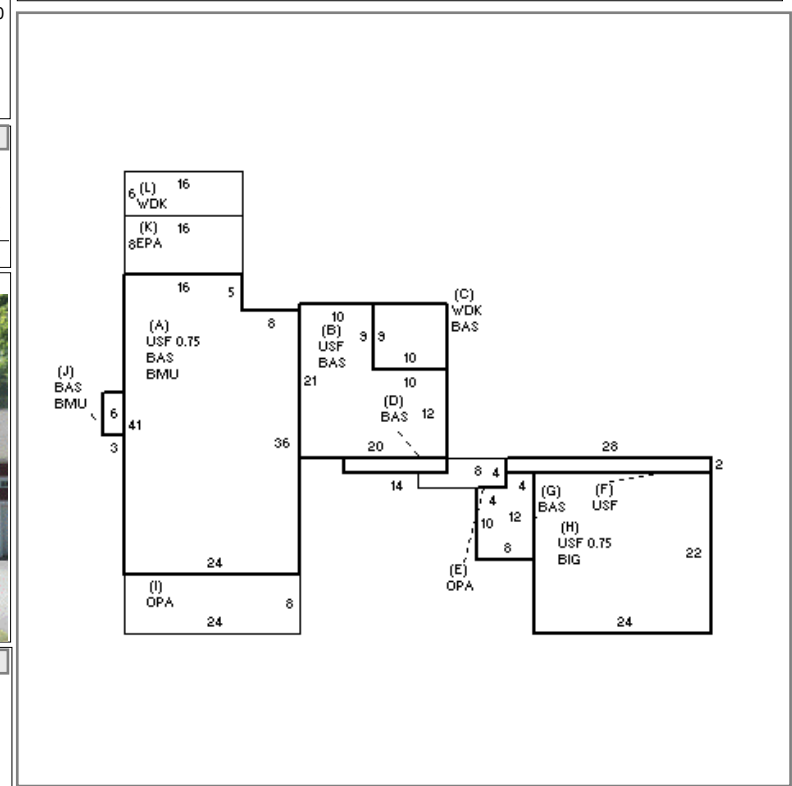 16
6 (L)
WDK
(K) 16
8 EPA
16 5
8
(A)
USF 0.75
BAS
BMU
(J)
BAS
BMU
6
3
41
36
24
(I)
OPA
8
24
10
(B)
USF
BAS
9 9
10
(C)
WDK
BAS
21
10
(D)
BAS
12
20
14
8 4
4
4
10 12
8
(G)
BAS
(E)
OPA
28
2
(F)
USF
(H)
USF 0.75
BIG
22
24